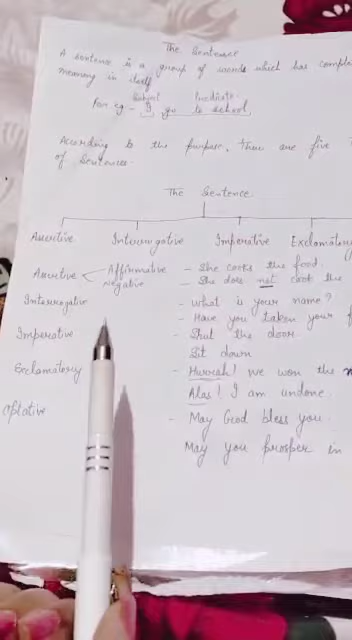 The Sentence
A sentence is a group of words which has
meaning in itself
Subject Predicate
For eg - I go to school
According to the purpose, There are five
of Sentences.
The Sentence
Assertive Interrogative Imperative Exclamatory
Assertive Affirmative - She cooks the food.
Negative - She does not cook the
Interrogative - What is your name?
- Have you taken your
Imperative - Shut the door.
Sit down
Exclamatory - Hurrah! We won the
Alas! I am undone.
Optative - May God bless you.
May you prosper in